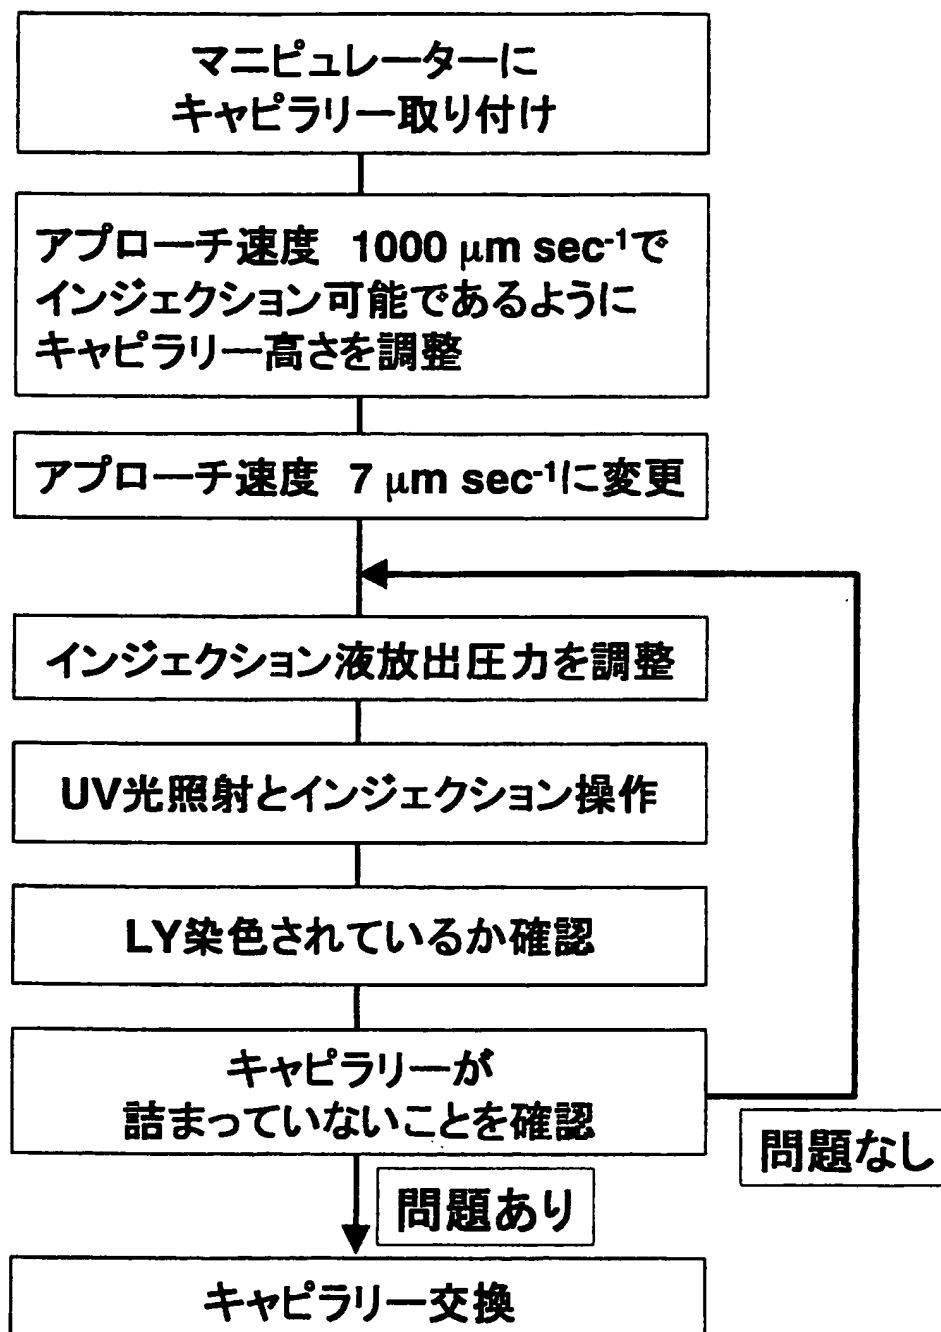 マニピュレーターに
キャピラリー取り付け
アプローチ速度 1000 μm sec⁻¹で
インジェクション可能であるように
キャピラリー高さを調整
アプローチ速度 7 μm sec⁻¹に変更
インジェクション液放出圧力を調整
UV光照射とインジェクション操作
LY染色されているか確認
キャピラリーが
詰まっていないことを確認
問題なし
問題あり
キャピラリー交換